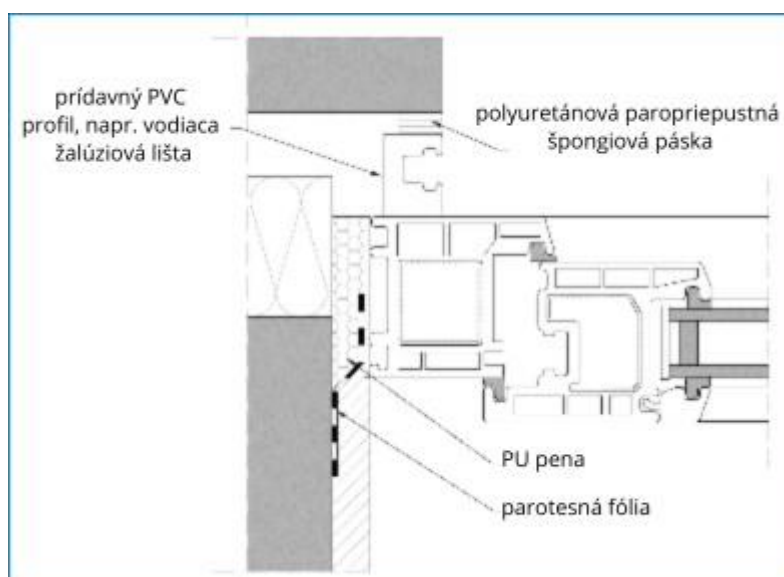 prídavný PVC
profil, napr. vodiaca
žalúziová lišta
polyuretánová paropriepustná
špongiová páska
PU pena
parotesná fólia